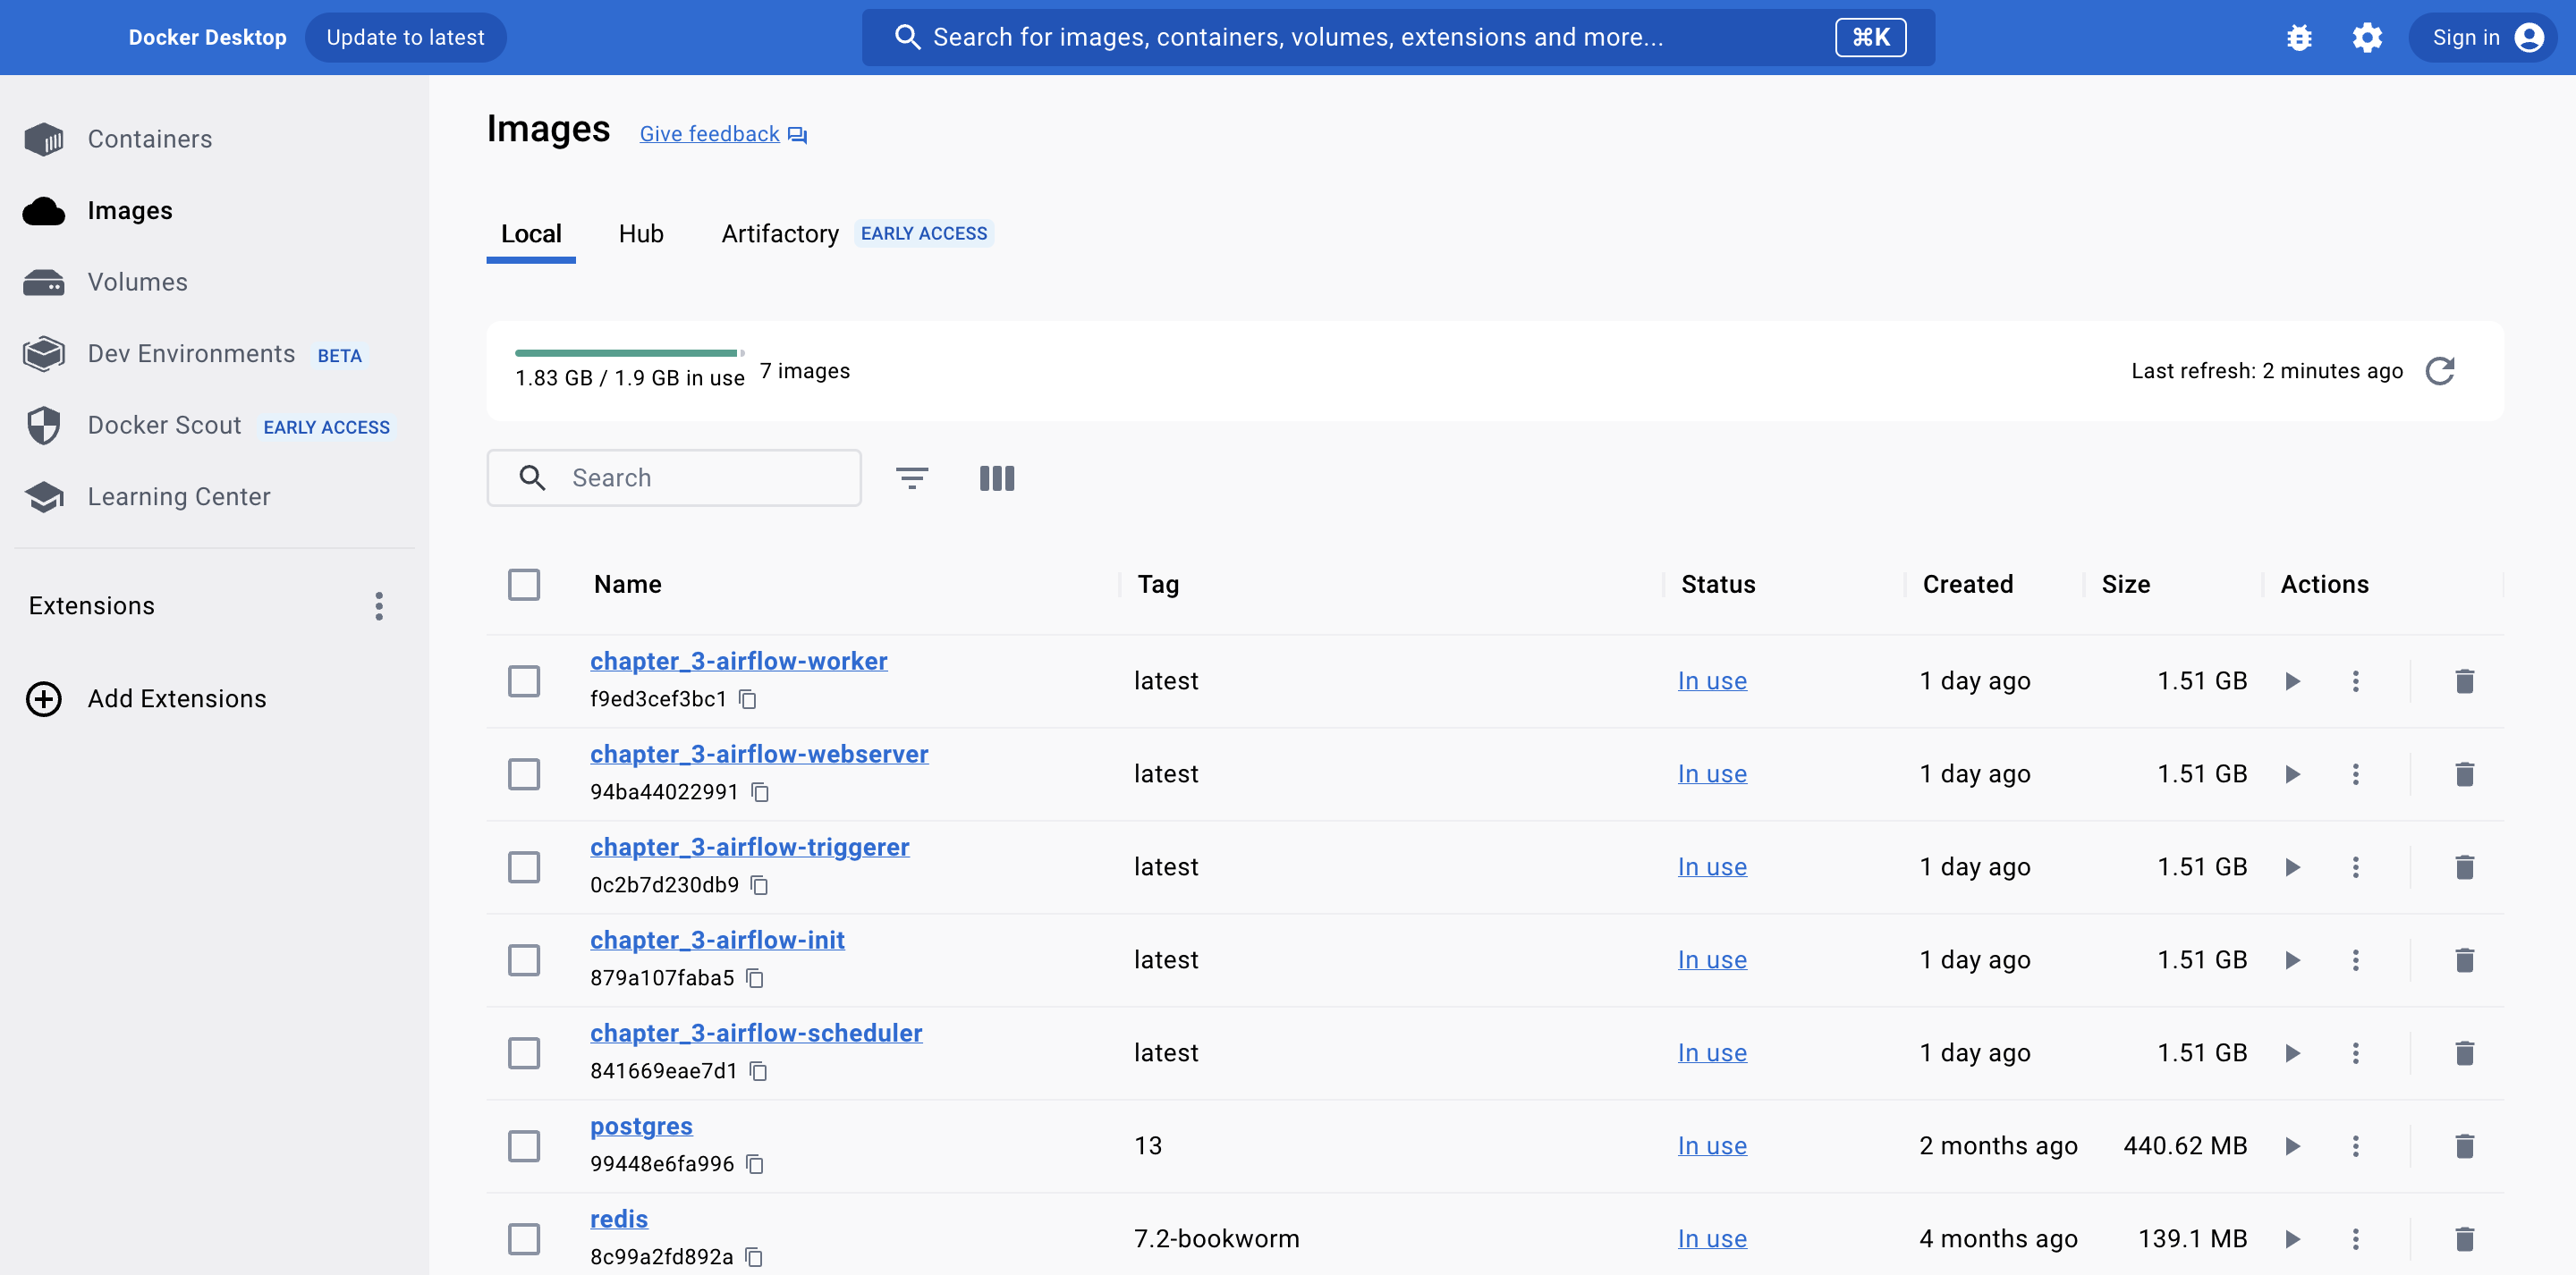 Docker Desktop Update to latest Search for images, containers, volumes, extensions and more... ⌘K Sign in
Containers
Images
Volumes
Dev Environments BETA
Docker Scout EARLY ACCESS
Learning Center
Extensions
Add Extensions
Images Give feedback
Local Hub Artifactory EARLY ACCESS
1.83 GB / 1.9 GB in use 7 images Last refresh: 2 minutes ago
Search
Name Tag Status Created Size Actions
chapter_3-airflow-worker
f9ed3cef3bc1
latest In use 1 day ago 1.51 GB
chapter_3-airflow-webserver
94ba44022991
latest In use 1 day ago 1.51 GB
chapter_3-airflow-triggerer
0c2b7d230db9
latest In use 1 day ago 1.51 GB
chapter_3-airflow-init
879a107faba5
latest In use 1 day ago 1.51 GB
chapter_3-airflow-scheduler
841669eae7d1
latest In use 1 day ago 1.51 GB
postgres
99448e6fa996
13 In use 2 months ago 440.62 MB
redis
8c99a2fd892a
7.2-bookworm In use 4 months ago 139.1 MB